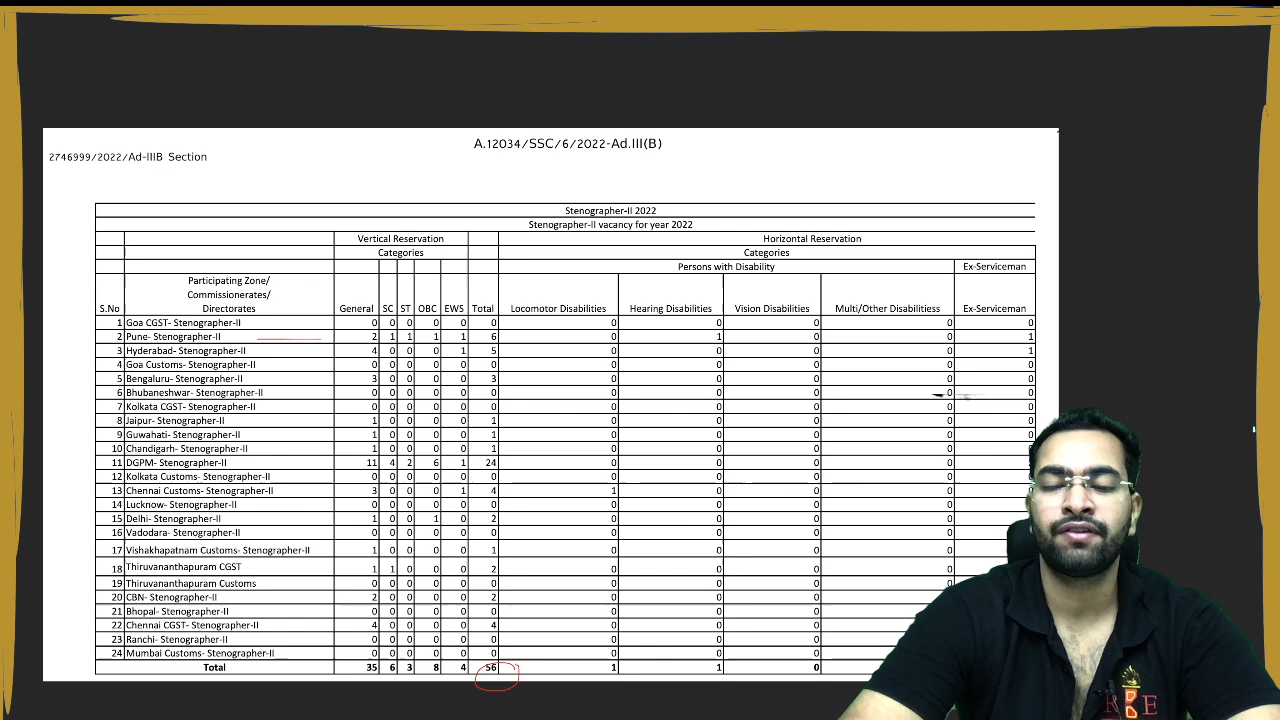 A.12034/SSC/6/2022-Ad.III(B)
2746999/2022/Ad-IIIB Section
Stenographer-II 2022
Stenographer-II vacancy for year 2022
Vertical Reservation Horizontal Reservation
Categories Categories
Persons with Disability Ex-Serviceman
Participating Zone/
Commissionerates/
S.No Directorates General SC ST OBC EWS Total Locomotor Disabilities Hearing Disabilities Vision Disabilities Multi/Other Disabilitiess Ex-Serviceman
1 Goa CGST- Stenographer-II 0 0 0 0 0 0 0 0 0 0 0
2 Pune- Stenographer-II 2 1 1 1 1 6 0 1 0 0 1
3 Hyderabad- Stenographer-II 4 0 0 0 1 5 0 0 0 0 1
4 Goa Customs- Stenographer-II 0 0 0 0 0 0 0 0 0 0 0
5 Bengaluru- Stenographer-II 3 0 0 0 0 3 0 0 0 0 0
6 Bhubaneshwar- Stenographer-II 0 0 0 0 0 0 0 0 0 0 0
7 Kolkata CGST- Stenographer-II 0 0 0 0 0 0 0 0 0 0 0
8 Jaipur- Stenographer-II 1 0 0 0 0 1 0 0 0 0 0
9 Guwahati- Stenographer-II 1 0 0 0 0 1 0 0 0 0 0
10 Chandigarh- Stenographer-II 1 0 0 0 0 1 0 0 0 0 0
11 DGPM- Stenographer-II 11 4 2 6 1 24 0 0 0 0
12 Kolkata Customs- Stenographer-II 0 0 0 0 0 0 0 0 0 0
13 Chennai Customs- Stenographer-II 3 0 0 0 1 4 1 0 0 0
14 Lucknow- Stenographer-II 0 0 0 0 0 0 0 0 0 0
15 Delhi- Stenographer-II 1 0 0 1 0 2 0 0 0 0
16 Vadodara- Stenographer-II 0 0 0 0 0 0 0 0 0 0
17 Vishakhapatnam Customs- Stenographer-II 1 0 0 0 0 1 0 0 0 0
18 Thiruvananthapuram CGST 1 1 0 0 0 2 0 0 0 0
19 Thiruvananthapuram Customs 0 0 0 0 0 0 0 0 0 0
20 CBN- Stenographer-II 2 0 0 0 0 2 0 0 0 0
21 Bhopal- Stenographer-II 0 0 0 0 0 0 0 0 0
22 Chennai CGST- Stenographer-II 4 0 0 0 0 4 0 0 0
23 Ranchi- Stenographer-II 0 0 0 0 0 0 0 0 0
24 Mumbai Customs- Stenographer-II 0 0 0 0 0 0 0 0 0
Total 35 6 3 8 4 56 1 1 0